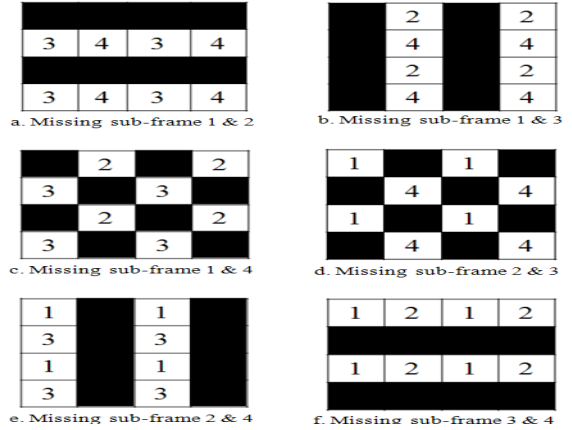 3 4 3 4
3 4 3 4
a. Missing sub-frame 1 & 2
2 2
4 4
2 2
4 4
b. Missing sub-frame 1 & 3
2 2
3 3
2 2
3 3
c. Missing sub-frame 1 & 4
1 1
4 4
1 1
4 4
d. Missing sub-frame 2 & 3
1 1
3 3
1 1
3 3
e. Missing sub-frame 2 & 4
1 2 1 2
1 2 1 2
f. Missing sub-frame 3 & 4